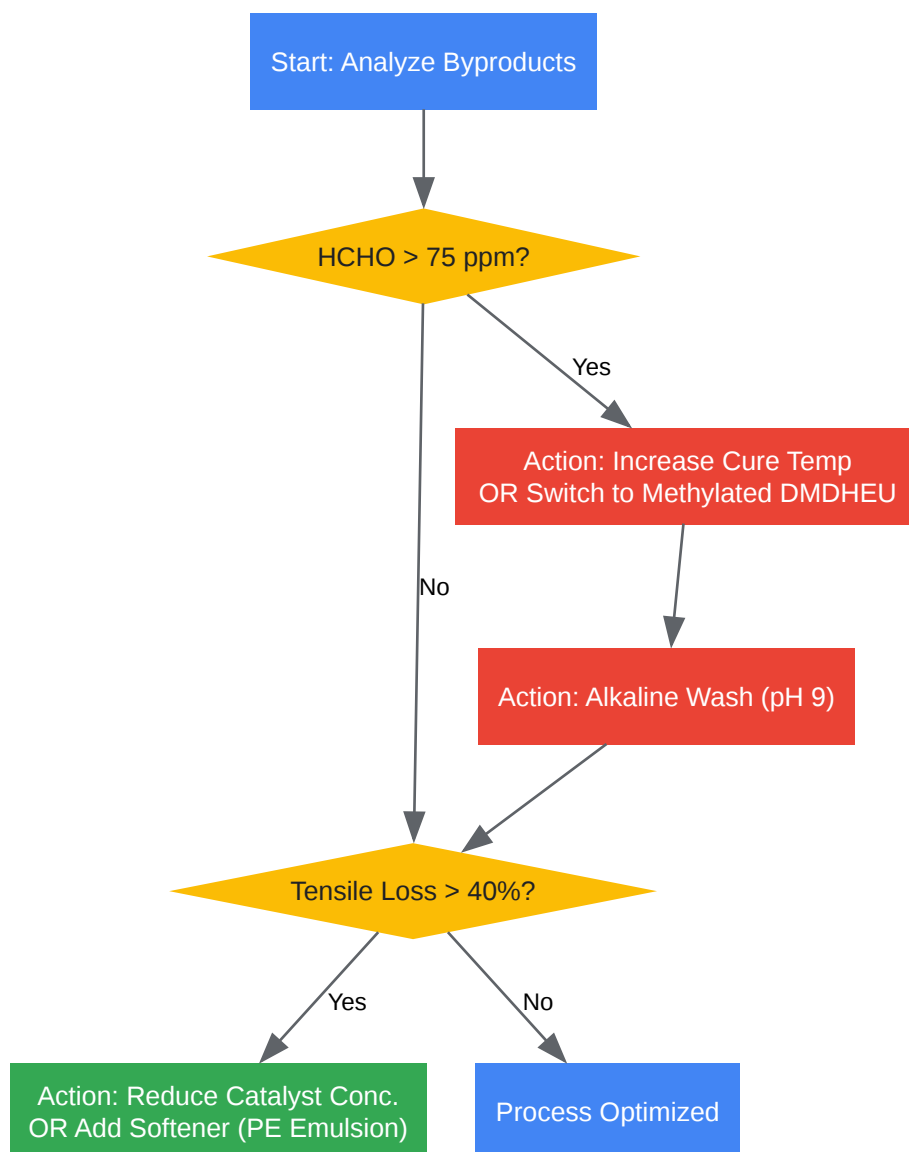 Start: Analyze Byproducts
HCHO > 75 ppm?
Yes
Action: Increase Cure Temp
OR Switch to Methylated DMDHEU
No
Action: Alkaline Wash (pH 9)
Tensile Loss > 40%?
Yes
No
Action: Reduce Catalyst Conc.
OR Add Softener (PE Emulsion)
Process Optimized